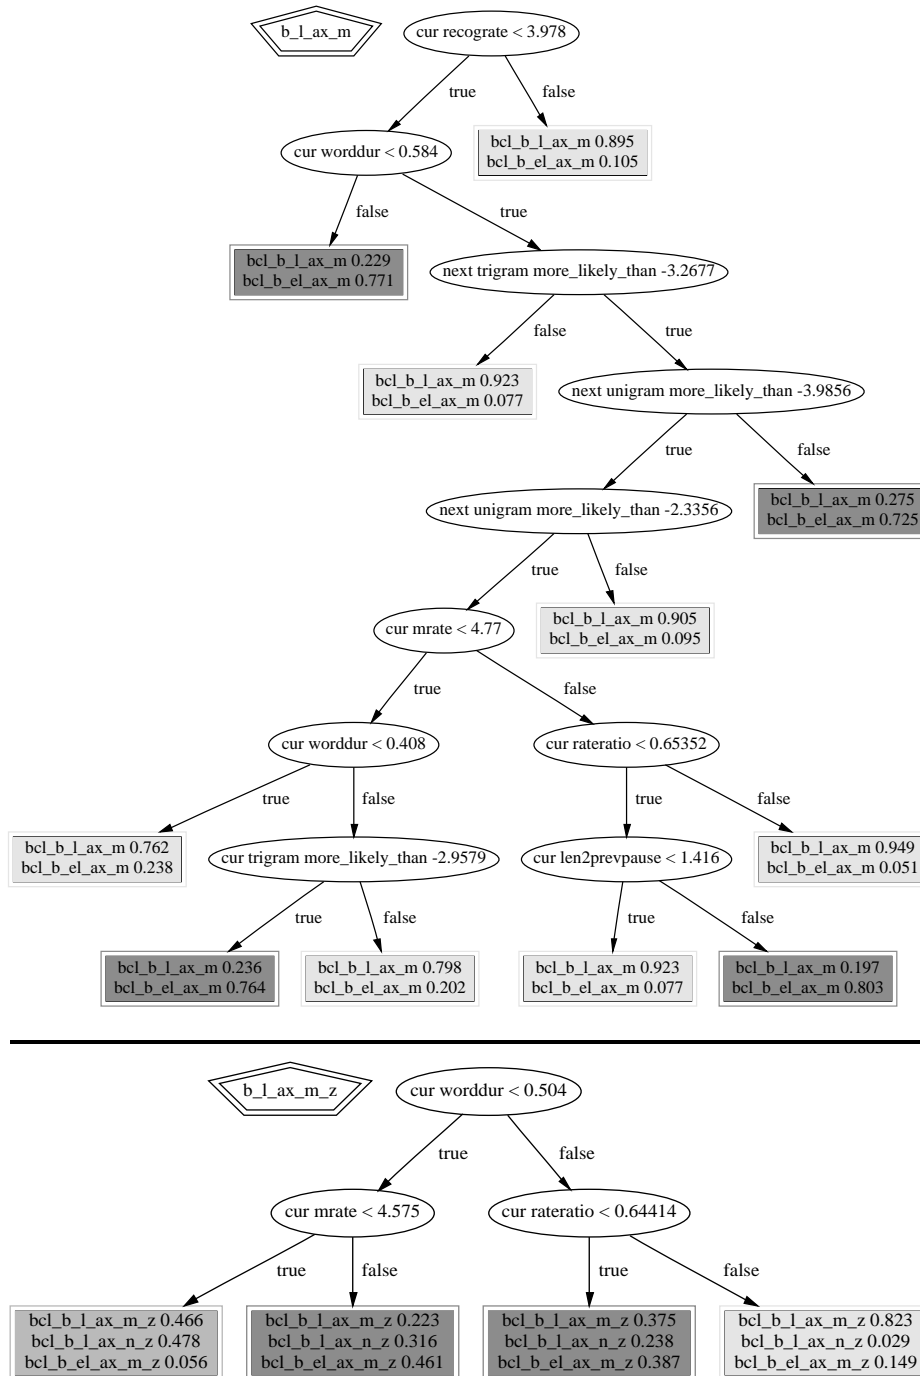 b_l_ax_m
cur recograte < 3.978
true
false
bcl_b_l_ax_m 0.895
bcl_b_el_ax_m 0.105
cur worddur < 0.584
false
true
bcl_b_l_ax_m 0.229
bcl_b_el_ax_m 0.771
next trigram more_likely_than -3.2677
false
true
bcl_b_l_ax_m 0.923
bcl_b_el_ax_m 0.077
next unigram more_likely_than -3.9856
true
false
bcl_b_l_ax_m 0.275
bcl_b_el_ax_m 0.725
next unigram more_likely_than -2.3356
true
false
bcl_b_l_ax_m 0.905
bcl_b_el_ax_m 0.095
cur mrate < 4.77
true
false
cur worddur < 0.408
cur rateratio < 0.65352
true
false
true
false
bcl_b_l_ax_m 0.762
bcl_b_el_ax_m 0.238
cur trigram more_likely_than -2.9579
cur len2prevpause < 1.416
bcl_b_l_ax_m 0.949
bcl_b_el_ax_m 0.051
true
false
true
false
bcl_b_l_ax_m 0.236
bcl_b_el_ax_m 0.764
bcl_b_l_ax_m 0.798
bcl_b_el_ax_m 0.202
bcl_b_l_ax_m 0.923
bcl_b_el_ax_m 0.077
bcl_b_l_ax_m 0.197
bcl_b_el_ax_m 0.803
b_l_ax_m_z
cur worddur < 0.504
true
false
cur mrate < 4.575
cur rateratio < 0.64414
true
false
true
false
bcl_b_l_ax_m_z 0.466
bcl_b_l_ax_n_z 0.478
bcl_b_el_ax_m_z 0.056
bcl_b_l_ax_m_z 0.223
bcl_b_l_ax_n_z 0.316
bcl_b_el_ax_m_z 0.461
bcl_b_l_ax_m_z 0.375
bcl_b_l_ax_n_z 0.238
bcl_b_el_ax_m_z 0.387
bcl_b_l_ax_m_z 0.823
bcl_b_l_ax_n_z 0.029
bcl_b_el_ax_m_z 0.149